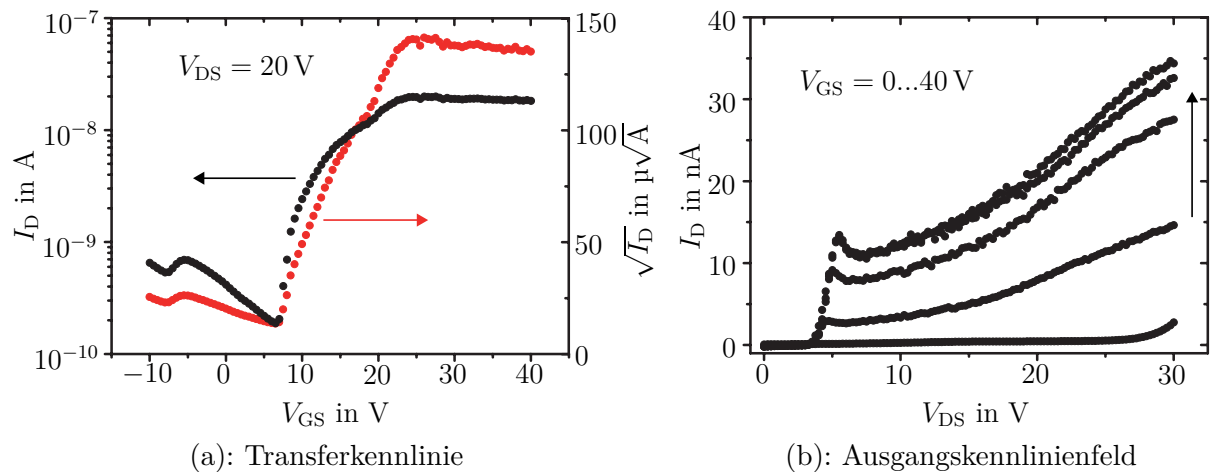 10⁻⁷
10⁻⁸
10⁻⁹
10⁻¹⁰
I_D in A
V_DS = 20 V
150
100
50
0
√I_D in µ√A
−10 0 10 20 30 40
V_GS in V
(a): Transferkennlinie
40
30
20
10
0
I_D in nA
V_GS = 0...40 V
0 10 20 30
V_DS in V
(b): Ausgangskennlinienfeld